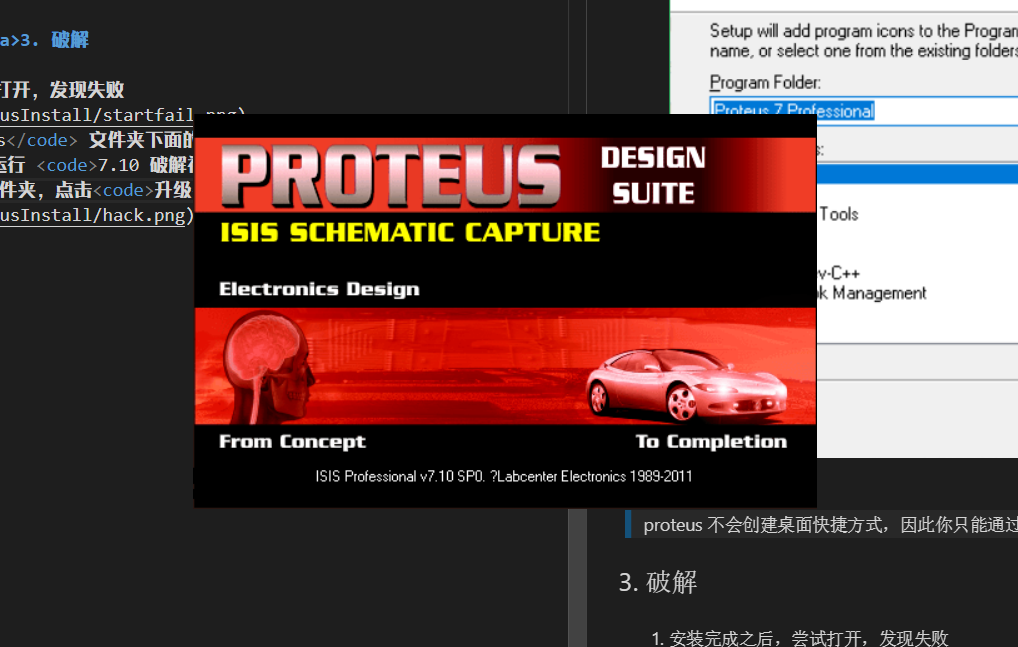 a>3. 破解
打开，发现失败
usInstall/startfail.png)
s</code> 文件夹下面的
运行 <code>7.10 破解
件夹，点击<code>升级
usInstall/hack.png)
Setup will add program icons to the Program
name, or select one from the existing folders
Program Folder:
Proteus 7 Professional
s:
Tools
v-C++
k Management
PROTEUS
DESIGN
SUITE
ISIS SCHEMATIC CAPTURE
Electronics Design
From Concept
To Completion
ISIS Professional v7.10 SP0. ?Labcenter Electronics 1989-2011
proteus 不会创建桌面快捷方式，因此你只能通过
3. 破解
1. 安装完成之后，尝试打开，发现失败